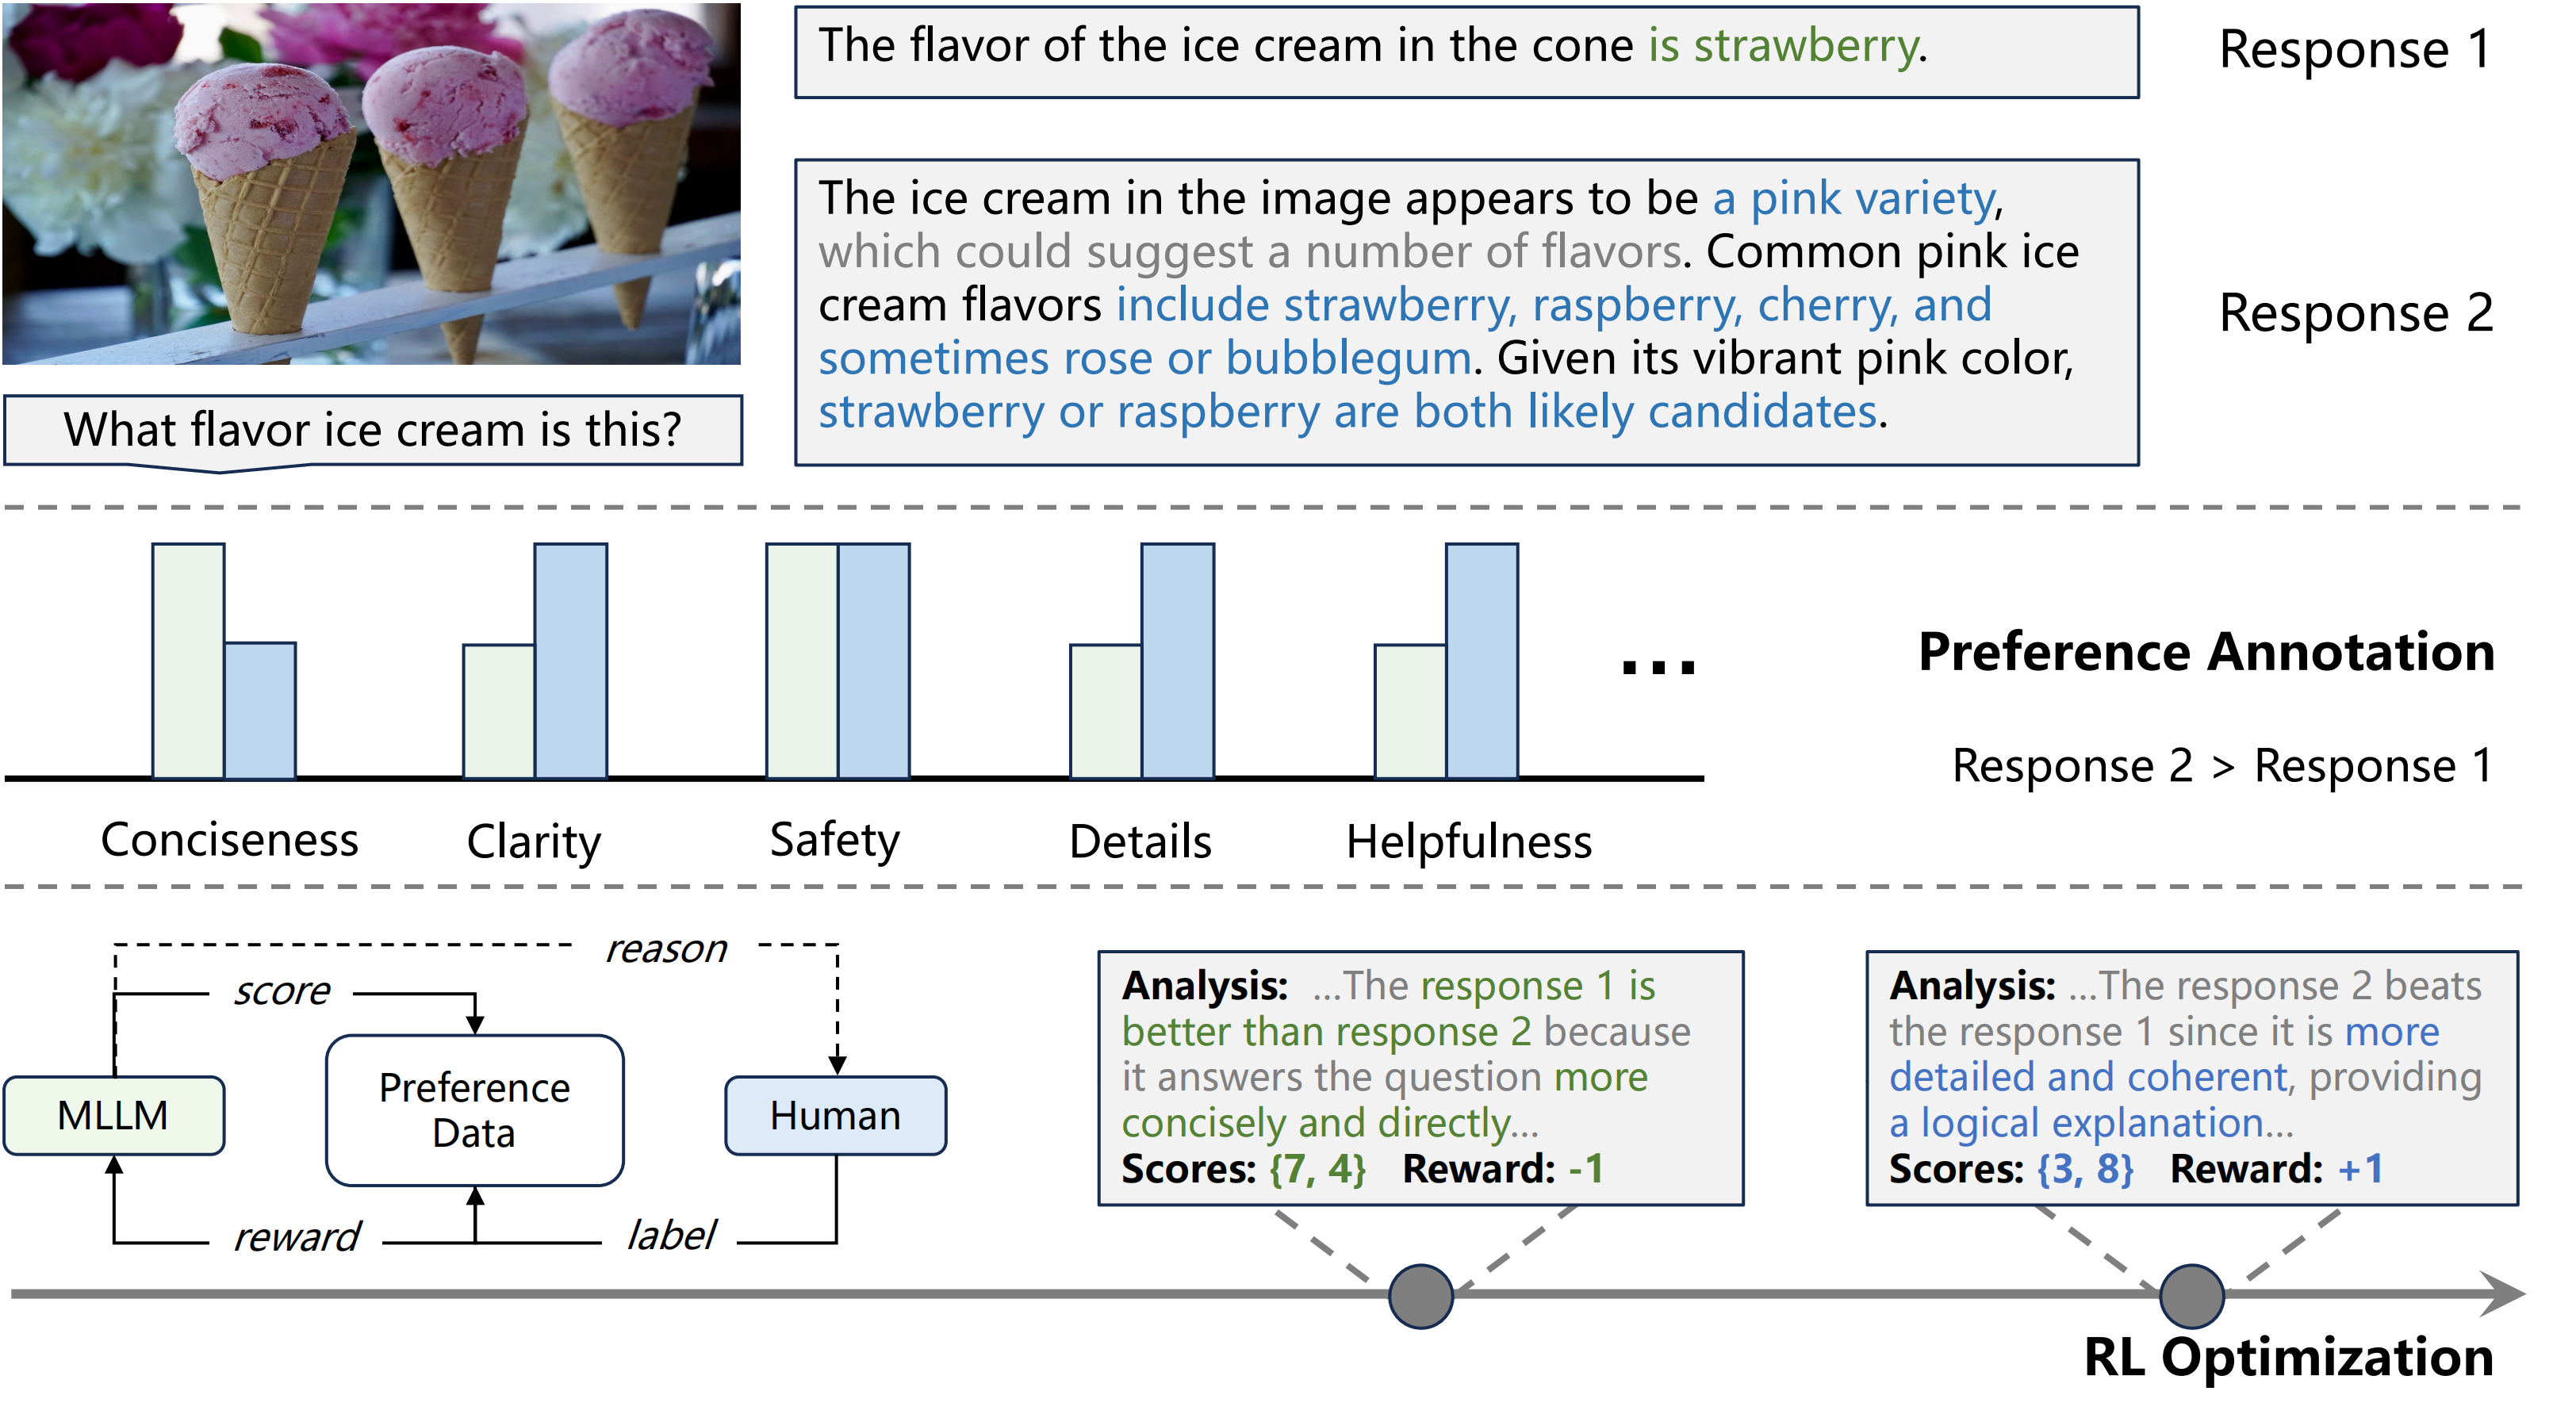 The flavor of the ice cream in the cone is strawberry.
Response 1
The ice cream in the image appears to be a pink variety,
which could suggest a number of flavors. Common pink ice
cream flavors include strawberry, raspberry, cherry, and
sometimes rose or bubblegum. Given its vibrant pink color,
strawberry or raspberry are both likely candidates.
Response 2
What flavor ice cream is this?
...
Preference Annotation
Response 2 > Response 1
Conciseness
Clarity
Safety
Details
Helpfulness
reason
score
MLLM
Preference
Data
Human
reward
label
Analysis: ...The response 1 is
better than response 2 because
it answers the question more
concisely and directly...
Scores: {7, 4} Reward: -1
Analysis: ...The response 2 beats
the response 1 since it is more
detailed and coherent, providing
a logical explanation...
Scores: {3, 8} Reward: +1
RL Optimization